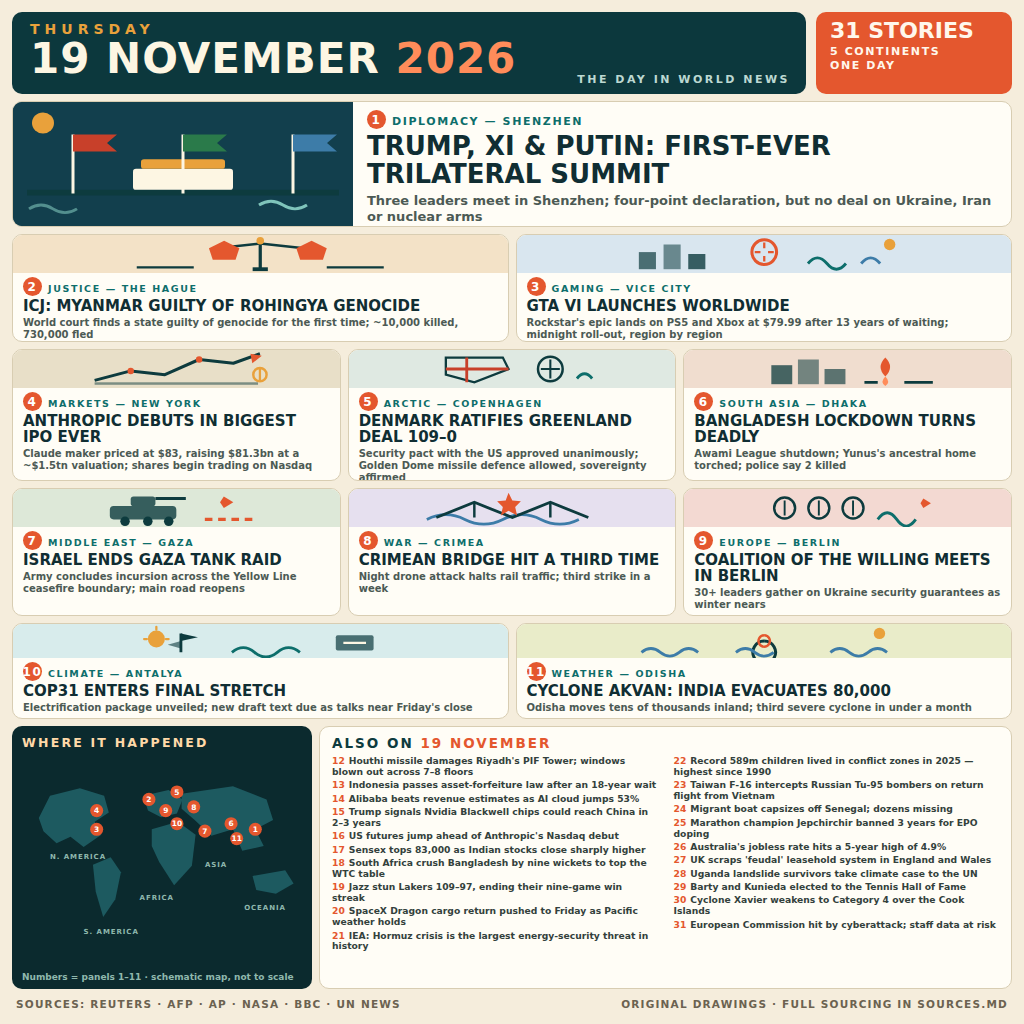 THURSDAY
19 NOVEMBER 2026
THE DAY IN WORLD NEWS
31 STORIES
5 CONTINENTS
ONE DAY
1 DIPLOMACY — SHENZHEN
TRUMP, XI & PUTIN: FIRST-EVER
TRILATERAL SUMMIT
Three leaders meet in Shenzhen; four-point declaration, but no deal on Ukraine, Iran
or nuclear arms
2 JUSTICE — THE HAGUE
ICJ: MYANMAR GUILTY OF ROHINGYA GENOCIDE
World court finds a state guilty of genocide for the first time; ~10,000 killed,
730,000 fled
3 GAMING — VICE CITY
GTA VI LAUNCHES WORLDWIDE
Rockstar's epic lands on PS5 and Xbox at $79.99 after 13 years of waiting;
midnight roll-out, region by region
4 MARKETS — NEW YORK
ANTHROPIC DEBUTS IN BIGGEST
IPO EVER
Claude maker priced at $83, raising $81.3bn at a
~$1.5tn valuation; shares begin trading on Nasdaq
5 ARCTIC — COPENHAGEN
DENMARK RATIFIES GREENLAND
DEAL 109–0
Security pact with the US approved unanimously;
Golden Dome missile defence allowed, sovereignty
affirmed
6 SOUTH ASIA — DHAKA
BANGLADESH LOCKDOWN TURNS
DEADLY
Awami League shutdown; Yunus's ancestral home
torched; police say 2 killed
7 MIDDLE EAST — GAZA
ISRAEL ENDS GAZA TANK RAID
Army concludes incursion across the Yellow Line
ceasefire boundary; main road reopens
8 WAR — CRIMEA
CRIMEAN BRIDGE HIT A THIRD TIME
Night drone attack halts rail traffic; third strike in a
week
9 EUROPE — BERLIN
COALITION OF THE WILLING MEETS
IN BERLIN
30+ leaders gather on Ukraine security guarantees as
winter nears
10 CLIMATE — ANTALYA
COP31 ENTERS FINAL STRETCH
Electrification package unveiled; new draft text due as talks near Friday's close
11 WEATHER — ODISHA
CYCLONE AKVAN: INDIA EVACUATES 80,000
Odisha moves tens of thousands inland; third severe cyclone in under a month
WHERE IT HAPPENED
5
2
4
9
8
3
10
7
6
1
11
N. AMERICA
ASIA
AFRICA
OCEANIA
S. AMERICA
Numbers = panels 1–11 · schematic map, not to scale
ALSO ON 19 NOVEMBER
12 Houthi missile damages Riyadh's PIF Tower; windows
blown out across 7–8 floors
13 Indonesia passes asset-forfeiture law after an 18-year wait
14 Alibaba beats revenue estimates as AI cloud jumps 53%
15 Trump signals Nvidia Blackwell chips could reach China in
2–3 years
16 US futures jump ahead of Anthropic's Nasdaq debut
17 Sensex tops 83,000 as Indian stocks close sharply higher
18 South Africa crush Bangladesh by nine wickets to top the
WTC table
19 Jazz stun Lakers 109–97, ending their nine-game win
streak
20 SpaceX Dragon cargo return pushed to Friday as Pacific
weather holds
21 IEA: Hormuz crisis is the largest energy-security threat in
history
22 Record 589m children lived in conflict zones in 2025 —
highest since 1990
23 Taiwan F-16 intercepts Russian Tu-95 bombers on return
flight from Vietnam
24 Migrant boat capsizes off Senegal; dozens missing
25 Marathon champion Jepchirchir banned 3 years for EPO
doping
26 Australia's jobless rate hits a 5-year high of 4.9%
27 UK scraps 'feudal' leasehold system in England and Wales
28 Uganda landslide survivors take climate case to the UN
29 Barty and Kunieda elected to the Tennis Hall of Fame
30 Cyclone Xavier weakens to Category 4 over the Cook
Islands
31 European Commission hit by cyberattack; staff data at risk
SOURCES: REUTERS · AFP · AP · NASA · BBC · UN NEWS
ORIGINAL DRAWINGS · FULL SOURCING IN SOURCES.MD